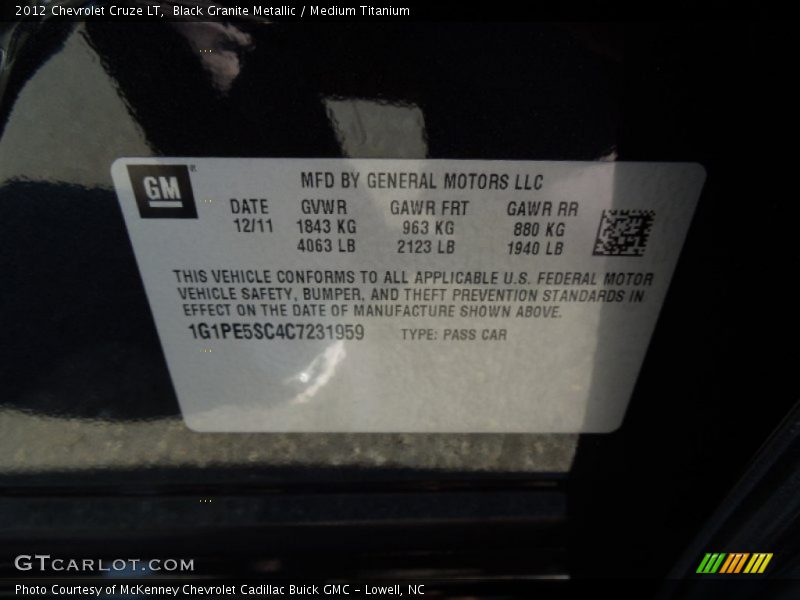 2012 Chevrolet Cruze LT, Black Granite Metallic / Medium Titanium
GM
MFD BY GENERAL MOTORS LLC
DATE GVWR GAWR FRT GAWR RR
12/11 1843 KG 963 KG 880 KG
4063 LB 2123 LB 1940 LB
THIS VEHICLE CONFORMS TO ALL APPLICABLE U.S. FEDERAL MOTOR
VEHICLE SAFETY, BUMPER, AND THEFT PREVENTION STANDARDS IN
EFFECT ON THE DATE OF MANUFACTURE SHOWN ABOVE.
1G1PE5SC4C7231959 TYPE: PASS CAR
GTCARLOT.COM
Photo Courtesy of McKenney Chevrolet Cadillac Buick GMC - Lowell, NC